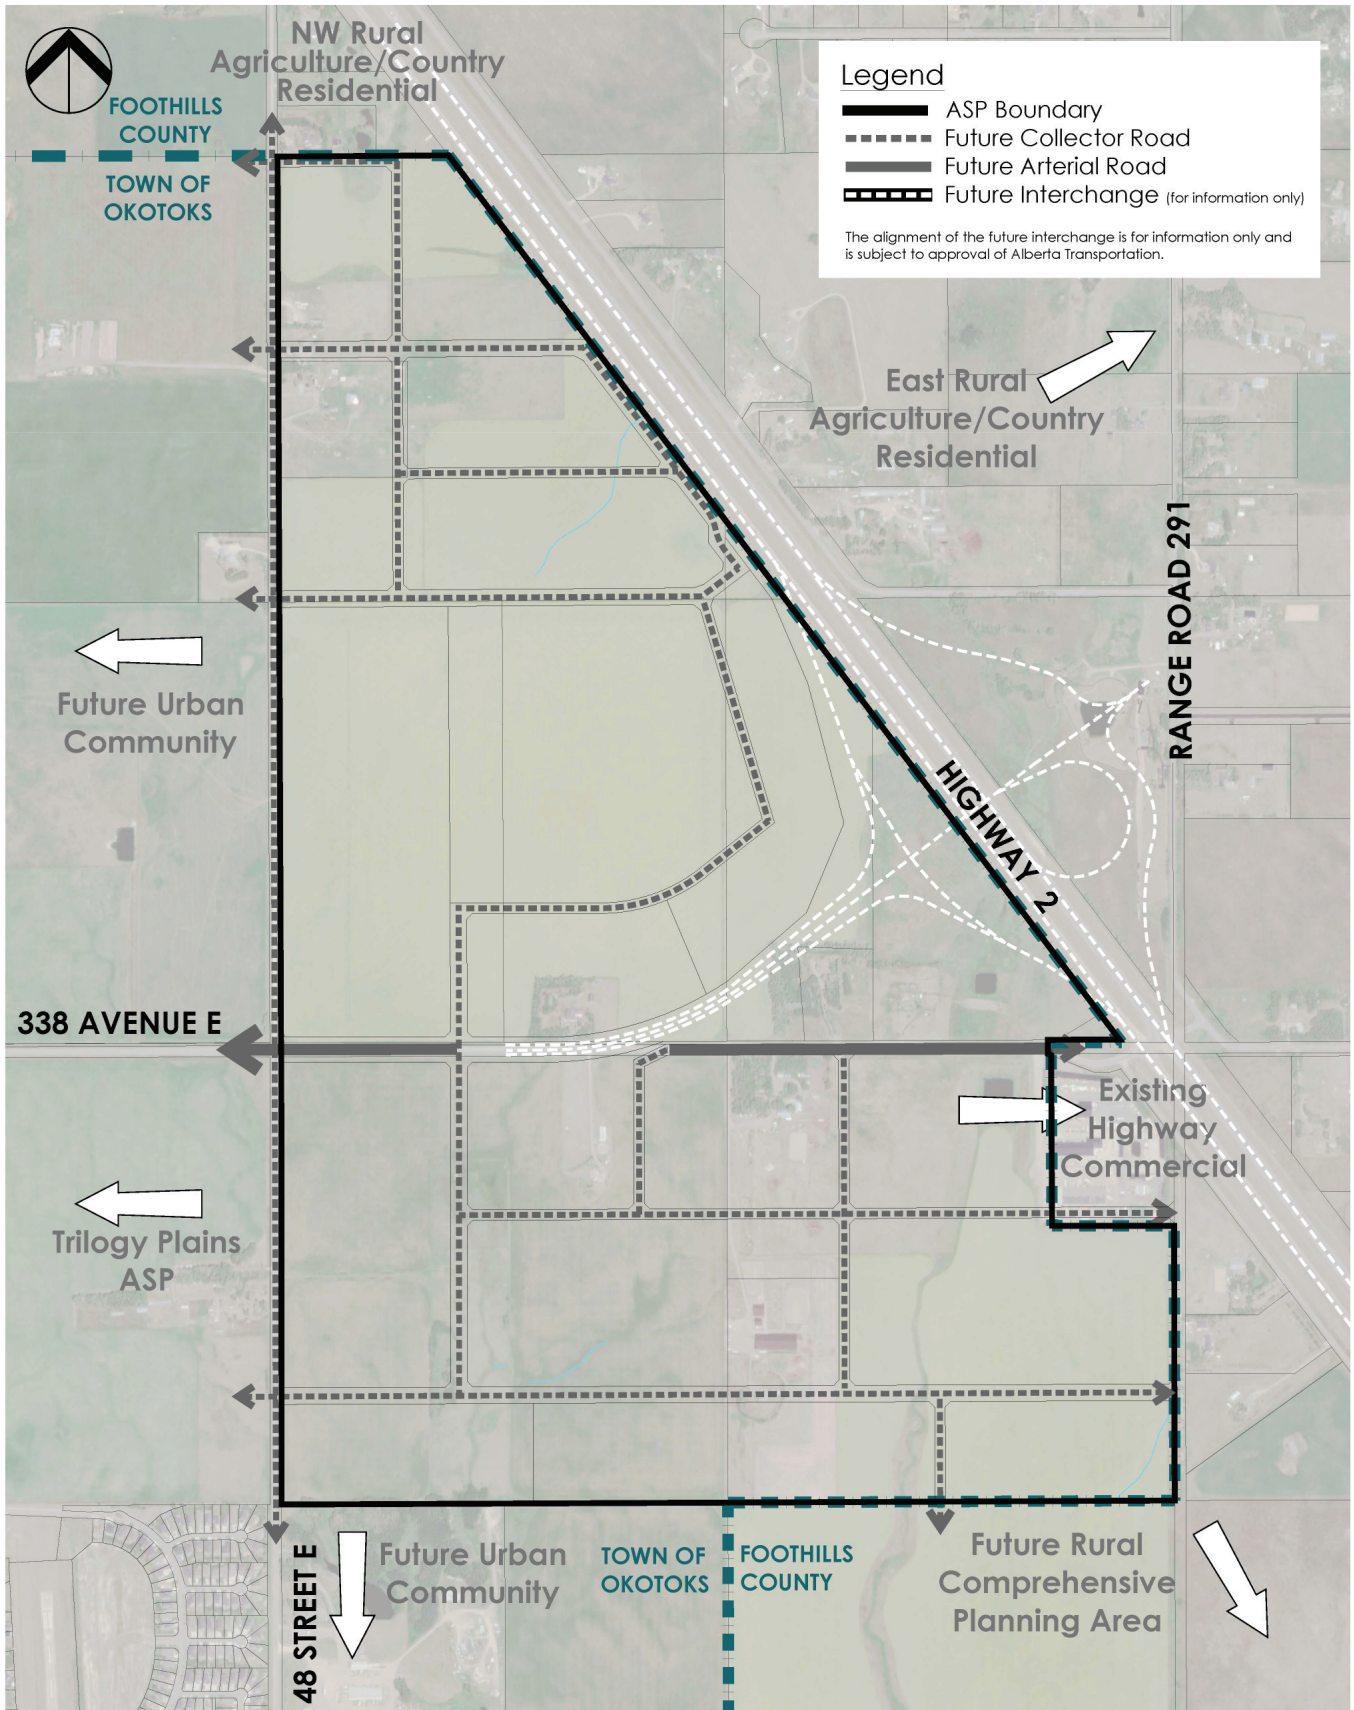 NW Rural
Agriculture/Country
Residential
FOOTHILLS
COUNTY
TOWN OF
OKOTOKS
Legend
ASP Boundary
Future Collector Road
Future Arterial Road
Future Interchange (for information only)
The alignment of the future interchange is for information only and
is subject to approval of Alberta Transportation.
East Rural
Agriculture/Country
Residential
RANGE ROAD 291
Future Urban
Community
HIGHWAY 2
338 AVENUE E
Existing
Highway
Commercial
Trilogy Plains
ASP
48 STREET E
Future Urban
Community
TOWN OF
OKOTOKS
FOOTHILLS
COUNTY
Future Rural
Comprehensive
Planning Area